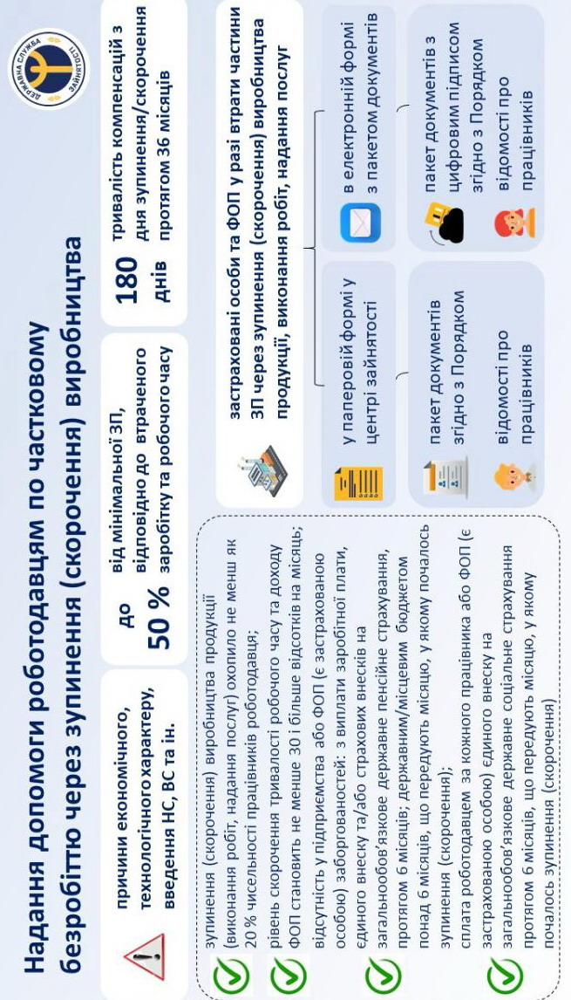 Надання допомоги роботодавцям по частковому
безробіттю через зупинення (скорочення) виробництва
ДЕРЖАВНА СЛУЖБА
ЗАЙНЯТОСТІ
причини економічного,
технологічного характеру,
введення НС, ВС та ін.
до
50 %
від мінімальної ЗП,
відповідно до втраченого
заробітку та робочого часу
180
днів
тривалість компенсацій з
дня зупинення/скорочення
протягом 36 місяців
зупинення (скорочення) виробництва продукції
(виконання робіт, надання послуг) охопило не менш як
20 % чисельності працівників роботодавця;
рівень скорочення тривалості робочого часу та доходу
ФОП становить не менше 30 і більше відсотків на місяць;
відсутність у підприємства або ФОП (є застрахованою
особою) заборгованостей: з виплати заробітної плати,
єдиного внеску та/або страхових внесків на
загальнообов’язкове державне пенсійне страхування,
протягом 6 місяців; державним/місцевим бюджетом
понад 6 місяців, що передують місяцю, у якому почалось
зупинення (скорочення);
сплата роботодавцем за кожного працівника або ФОП (є
застрахованою особою) єдиного внеску на
загальнообов’язкове державне соціальне страхування
протягом 6 місяців, що передують місяцю, у якому
почалось зупинення (скорочення)
застраховані особи та ФОП у разі втрати частини
ЗП через зупинення (скорочення) виробництва
продукції, виконання робіт, надання послуг
у паперовій формі у
центрі зайнятості
в електронній формі
з пакетом документів
пакет документів
згідно з Порядком
відомості про
працівників
пакет документів з
цифровим підписом
згідно з Порядком
відомості про
працівників